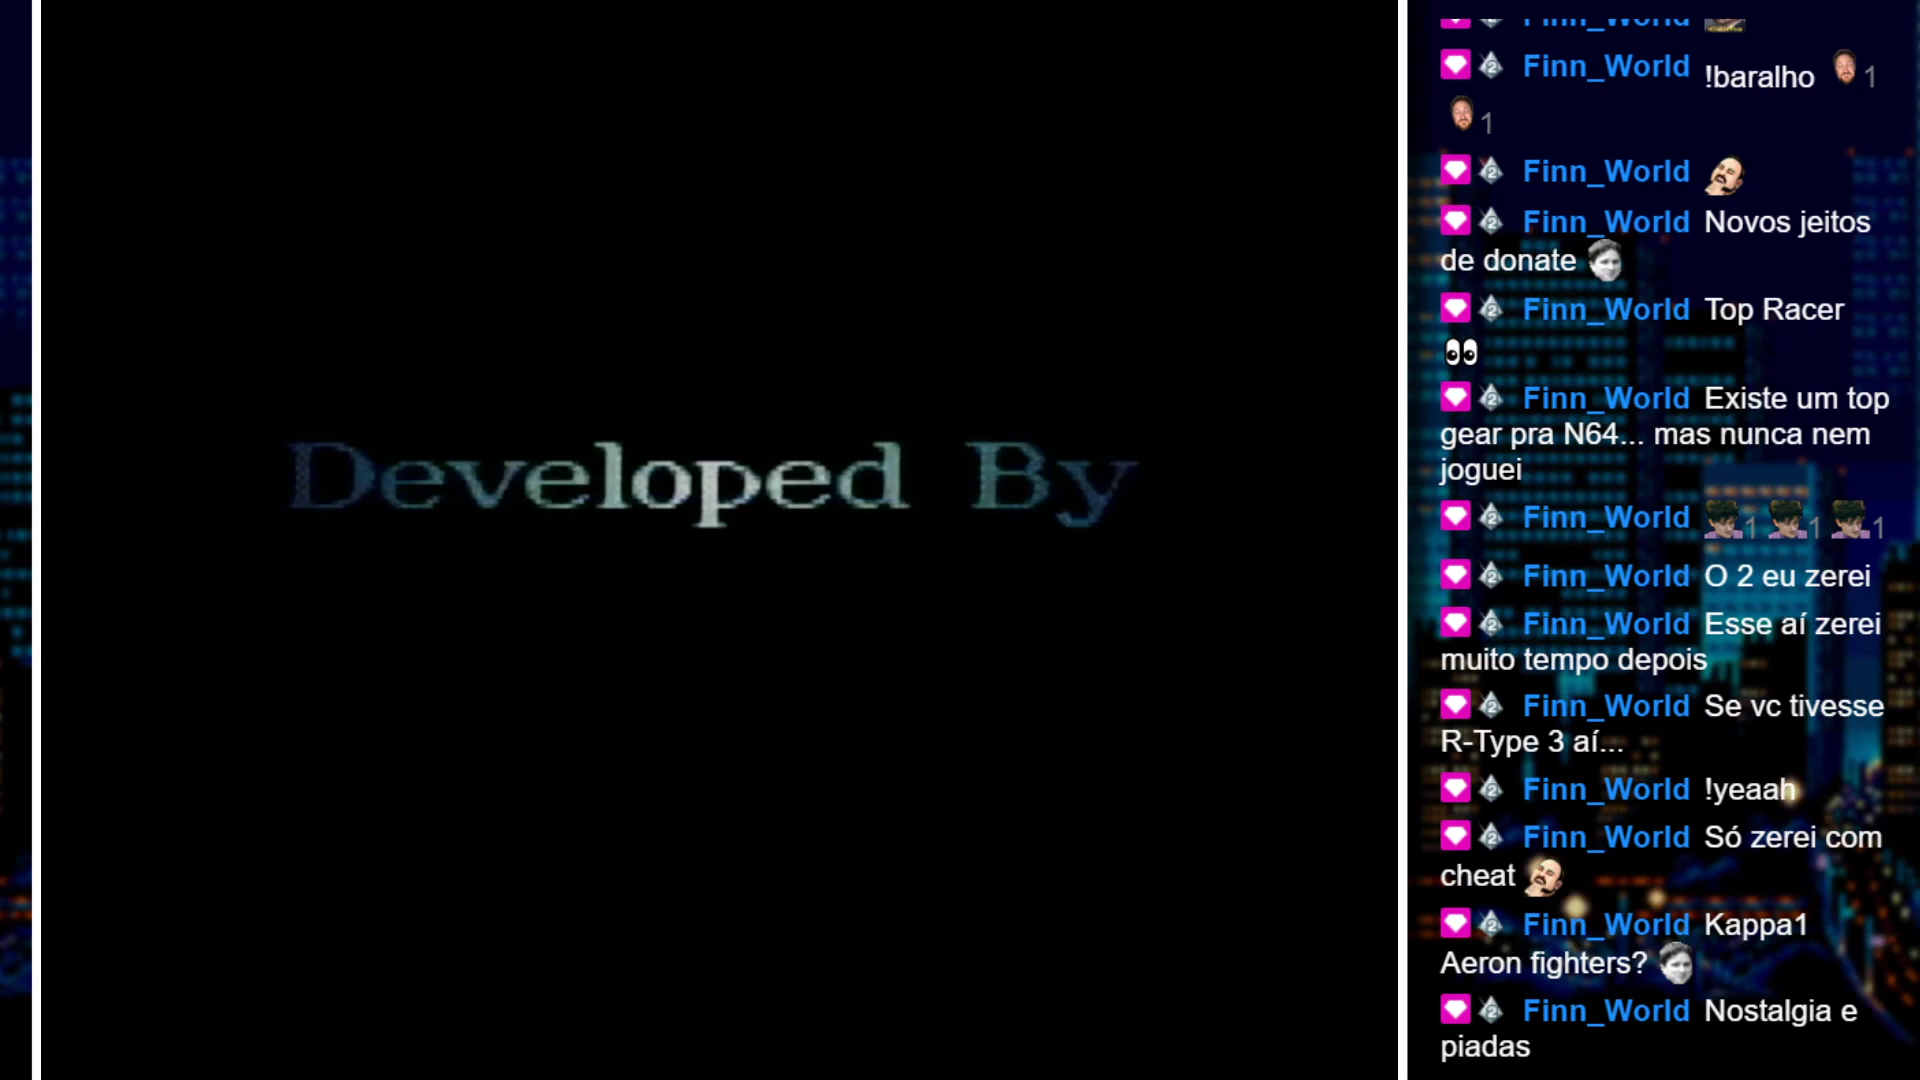 Developed By
Finn_World
Finn_World !baralho 1
1
Finn_World
Finn_World Novos jeitos
de donate
Finn_World Top Racer
Finn_World Existe um top
gear pra N64... mas nunca nem
joguei
Finn_World 1 1 1
Finn_World O 2 eu zerei
Finn_World Esse aí zerei
muito tempo depois
Finn_World Se vc tivesse
R-Type 3 aí...
Finn_World !yeaah
Finn_World Só zerei com
cheat
Finn_World Kappa1
Aeron fighters?
Finn_World Nostalgia e
piadas